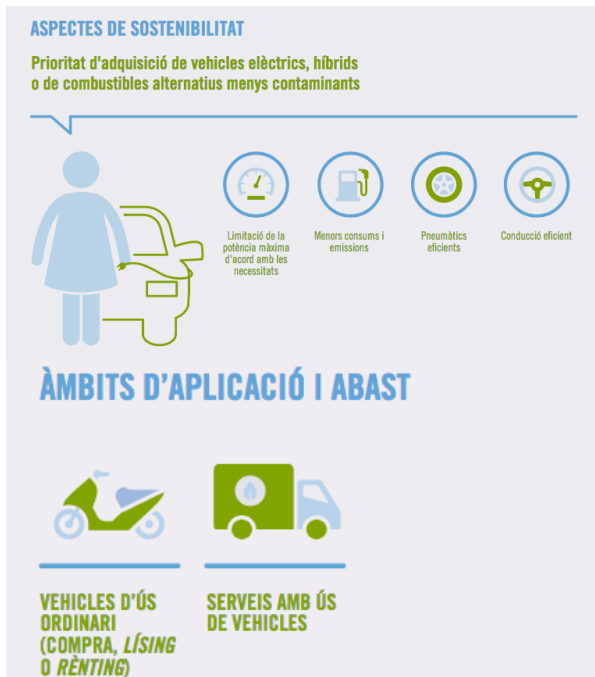 ASPECTES DE SOSTENIBILITAT
Prioritat d'adquisició de vehicles elèctrics, híbrids
o de combustibles alternatius menys contaminants
Limitació de la
potència màxima
d'acord amb les
necessitats
Menors consums i
emissions
Pneumàtics
eficients
Conducció eficient
ÀMBITS D'APLICACIÓ I ABAST
VEHICLES D'ÚS
ORDINARI
(COMPRA, LÍSING
O RÈNTING)
SERVEIS AMB ÚS
DE VEHICLES